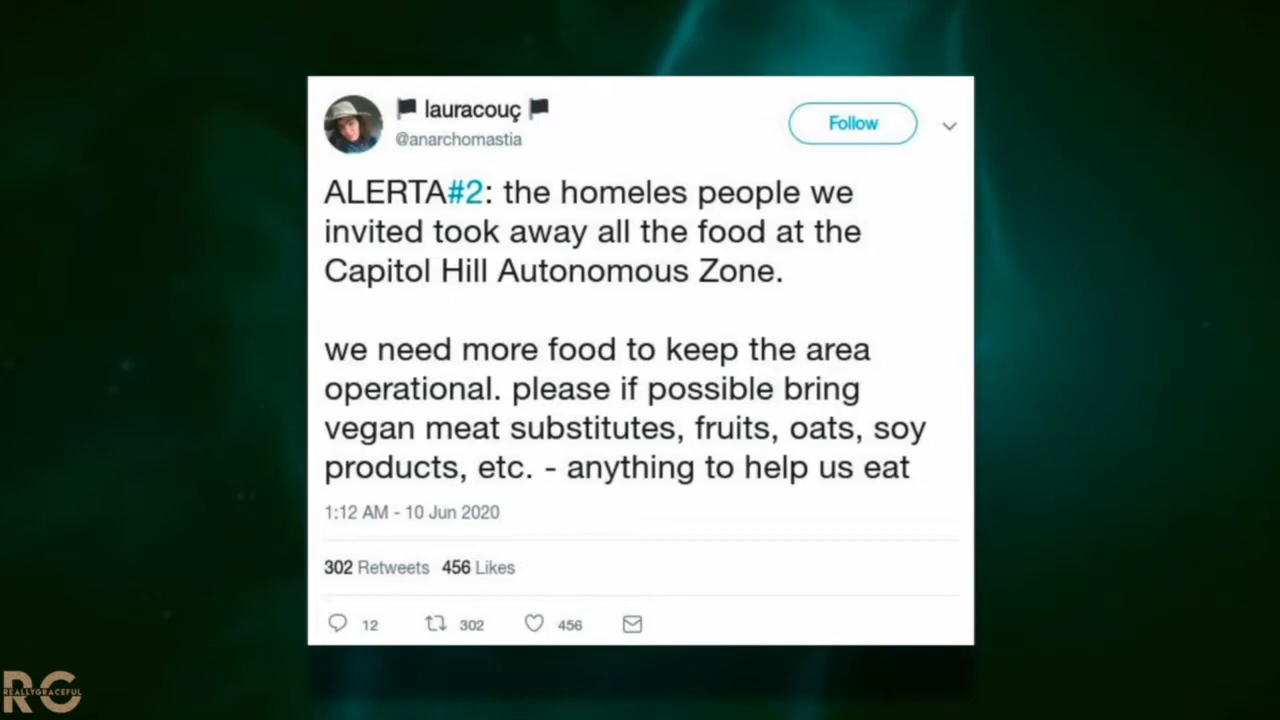 🏴 lauracouç 🏴
@anarchomastia
Follow
ALERTA#2: the homeles people we
invited took away all the food at the
Capitol Hill Autonomous Zone.
we need more food to keep the area
operational. please if possible bring
vegan meat substitutes, fruits, oats, soy
products, etc. - anything to help us eat
1:12 AM - 10 Jun 2020
302 Retweets 456 Likes
12 302 456
RG
REALLYGRACEFUL